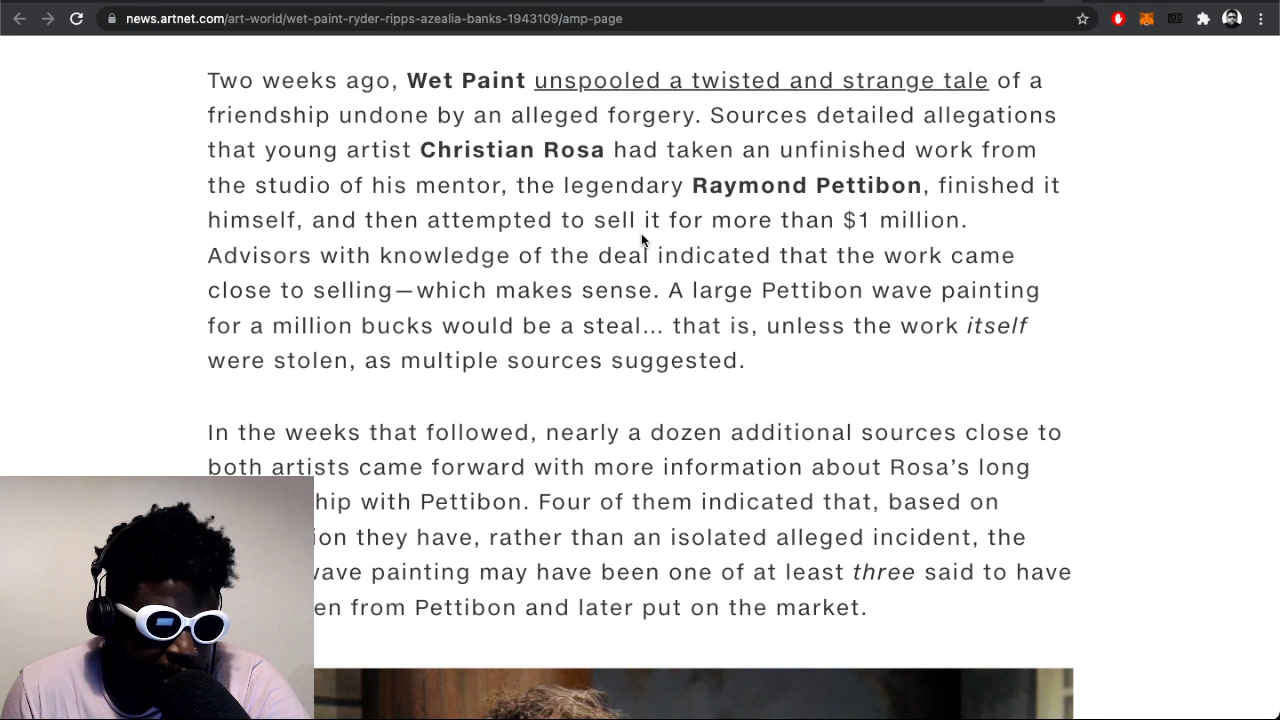 news.artnet.com/art-world/wet-paint-ryder-ripps-azealia-banks-1943109/amp-page
Two weeks ago, Wet Paint unspooled a twisted and strange tale of a
friendship undone by an alleged forgery. Sources detailed allegations
that young artist Christian Rosa had taken an unfinished work from
the studio of his mentor, the legendary Raymond Pettibon, finished it
himself, and then attempted to sell it for more than $1 million.
Advisors with knowledge of the deal indicated that the work came
close to selling—which makes sense. A large Pettibon wave painting
for a million bucks would be a steal... that is, unless the work itself
were stolen, as multiple sources suggested.
In the weeks that followed, nearly a dozen additional sources close to
both artists came forward with more information about Rosa’s long
hip with Pettibon. Four of them indicated that, based on
ion they have, rather than an isolated alleged incident, the
wave painting may have been one of at least three said to have
en from Pettibon and later put on the market.